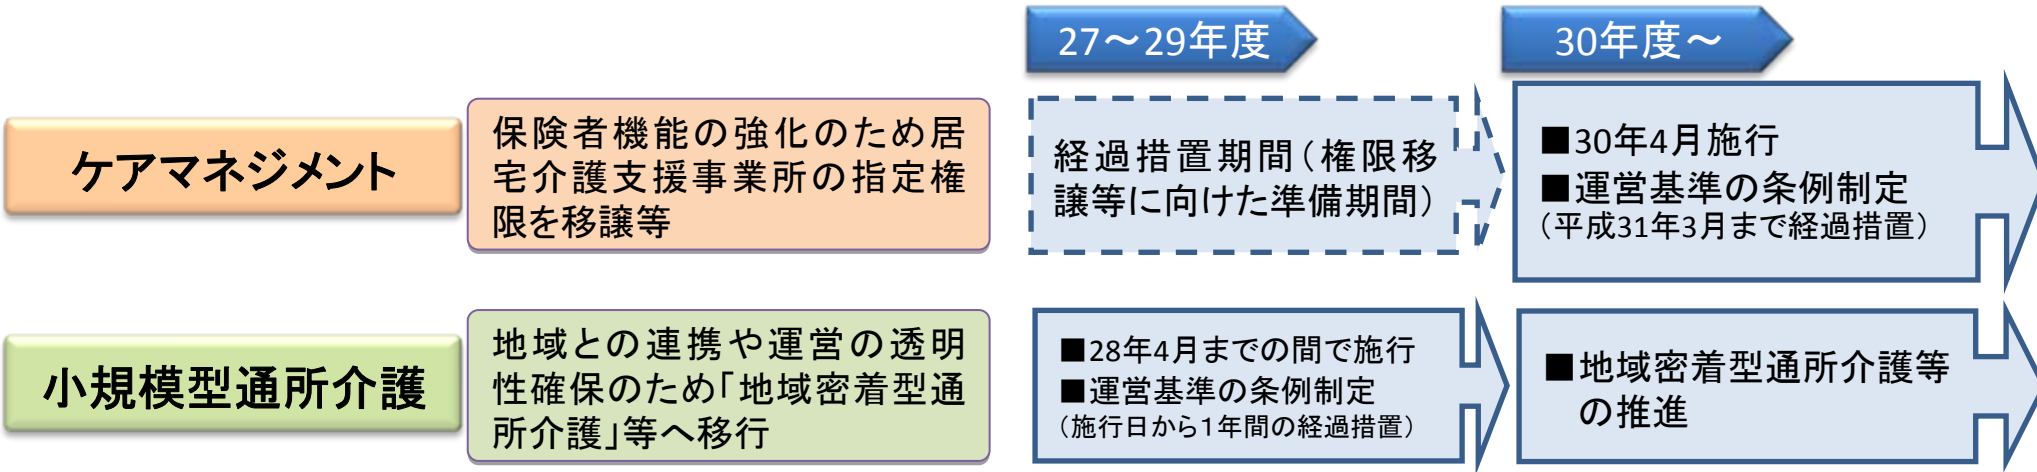 27～29年度
30年度～
ケアマネジメント
保険者機能の強化のため居
宅介護支援事業所の指定権
限を移譲等
経過措置期間（権限移
譲等に向けた準備期間）
■30年4月施行
■運営基準の条例制定
（平成31年3月まで経過措置）
小規模型通所介護
地域との連携や運営の透明
性確保のため「地域密着型通
所介護」等へ移行
■28年4月までの間で施行
■運営基準の条例制定
（施行日から1年間の経過措置）
■地域密着型通所介護等
の推進